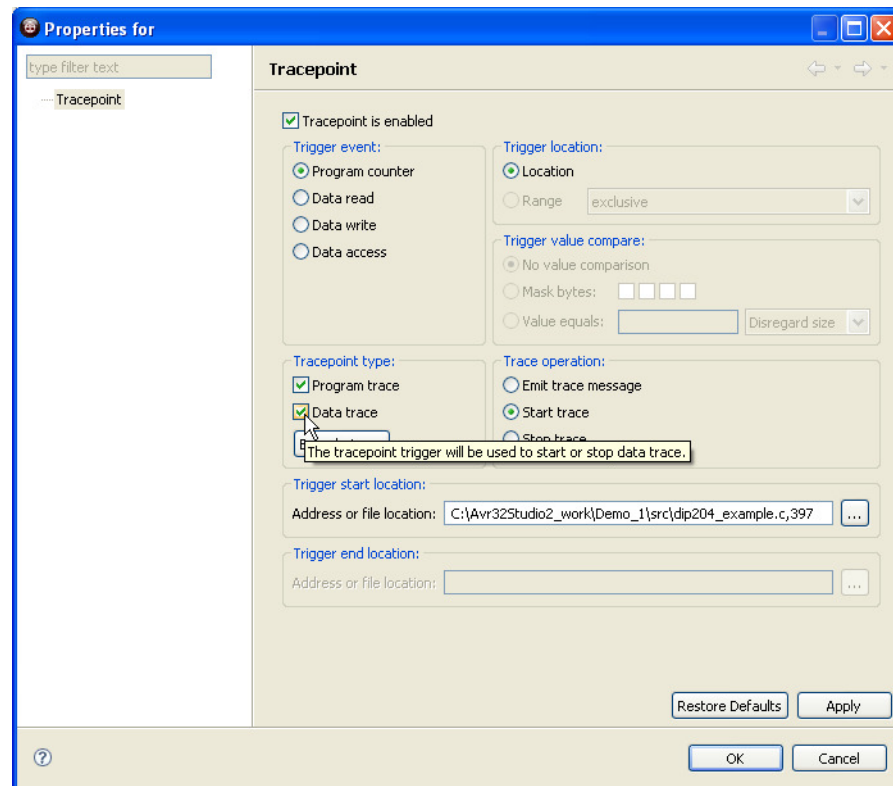 Properties for
type filter text
Tracepoint
Tracepoint
Tracepoint is enabled
Trigger event:
Program counter
Data read
Data write
Data access
Trigger location:
Location
Range exclusive
Trigger value compare:
No value comparison
Mask bytes:
Value equals: Disregard size
Tracepoint type:
Program trace
Data trace
Trace operation:
Emit trace message
Start trace
Stop trace
The tracepoint trigger will be used to start or stop data trace.
Trigger start location:
Address or file location: C:\Avr32Studio2_work\Demo_1\src\dip204_example.c,397 ...
Trigger end location:
Address or file location: ...
Restore Defaults Apply
? OK Cancel